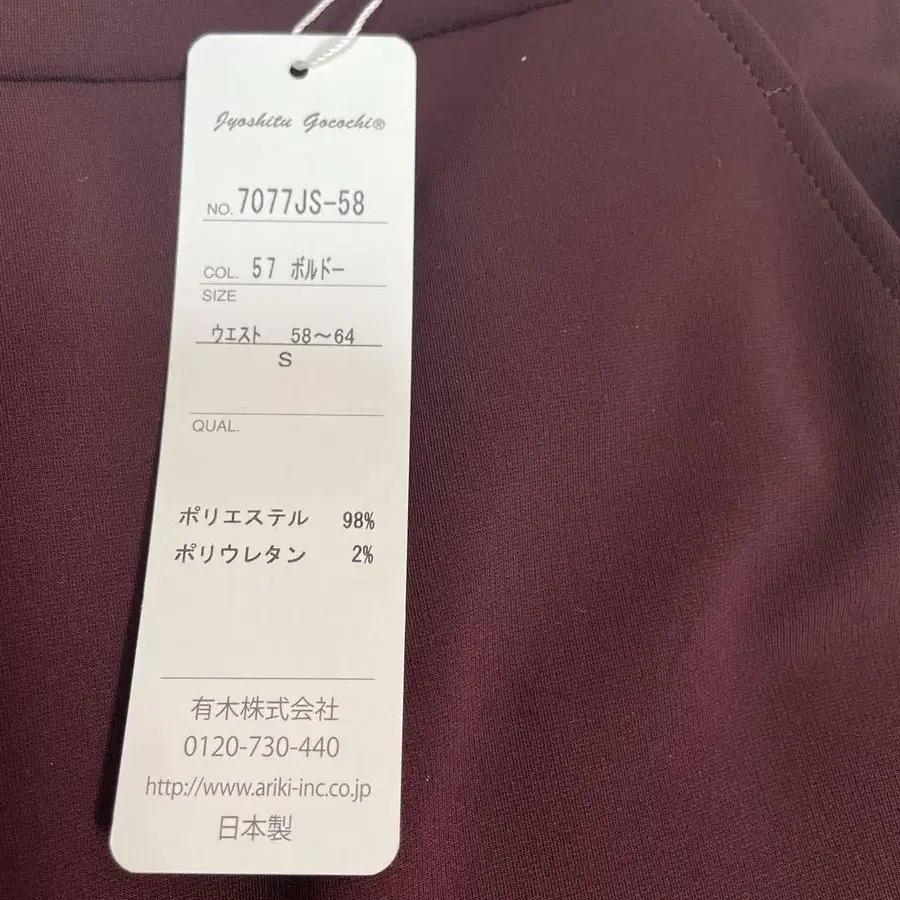 Jyoshitu Gocochi®
NO. 7077JS-58
COL. 57 ボルドー
SIZE
ウエスト 58〜64
S
QUAL.
ポリエステル 98%
ポリウレタン 2%
有木株式会社
0120-730-440
http://www.ariki-inc.co.jp
日本製